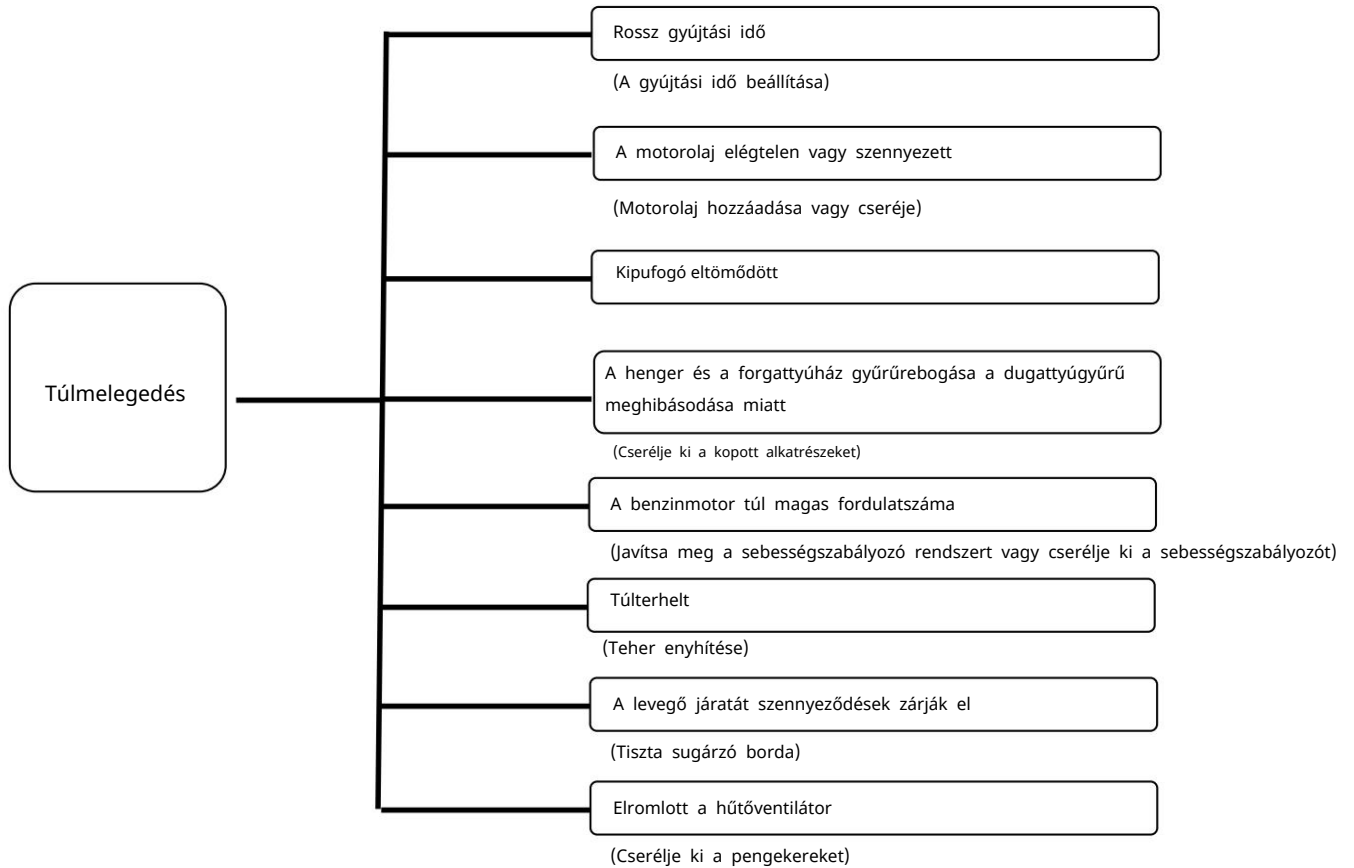 Rossz gyújtási idő
(A gyújtási idő beállítása)
A motorolaj elégtelen vagy szennyezett
(Motorolaj hozzáadása vagy cseréje)
Kipufogó eltömődött
Túlmelegedés
A henger és a forgattyúház gyűrűrebogása a dugattyúgyűrű
meghibásodása miatt
(Cserélje ki a kopott alkatrészeket)
A benzinmotor túl magas fordulatszáma
(Javítsa meg a sebességszabályozó rendszert vagy cserélje ki a sebességszabályozót)
Túlterhelt
(Teher enyhítése)
A levegő járatát szennyeződések zárják el
(Tiszta sugárzó borda)
Elromlott a hűtőventilátor
(Cserélje ki a pengekereket)